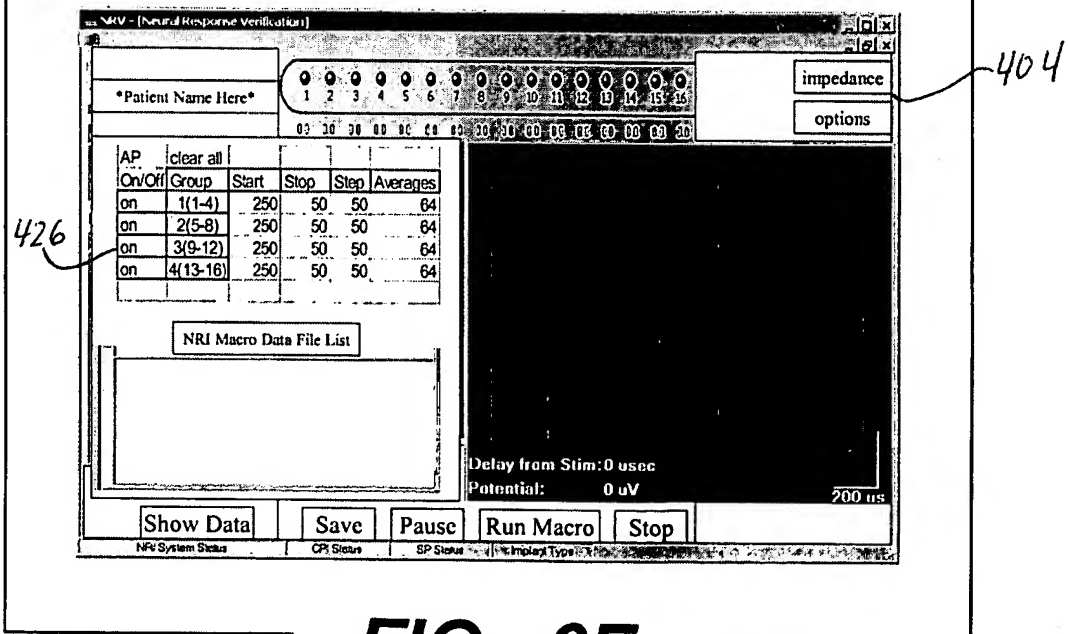 NRV - [Neural Response Verification]
impedance
404
*Patient Name Here*
1 2 3 4 5 6 7 8 9 10 11 12 13 14 15 16
options
AP clear all
On/Off Group Start Stop Step Averages
on 1(1-4) 250 50 50 64
on 2(5-8) 250 50 50 64
426
on 3(9-12) 250 50 50 64
on 4(13-16) 250 50 50 64
NRI Macro Data File List
Delay from Stim: 0 usec
Potential: 0 uV
200 us
Show Data Save Pause Run Macro Stop
NRI System Status CPI Status SP Status Implant Type